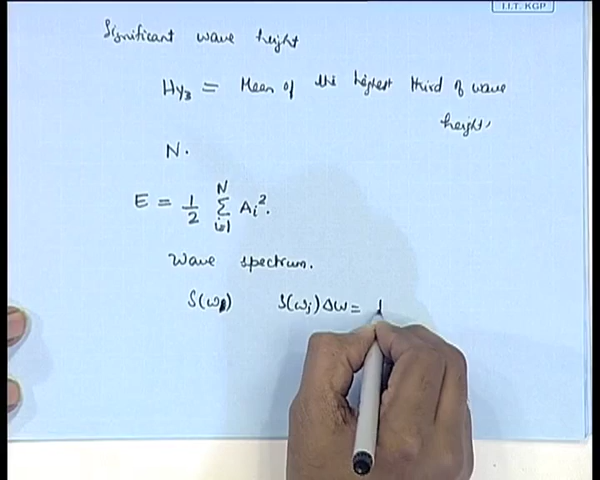 I.I.T. KGP
Significant wave height
H1/3 = Mean of the highest third of wave
height.
N.
E = 1/2 N∑i=1 Ai².
Wave spectrum.
S(ω) S(ωi)Δω = 1